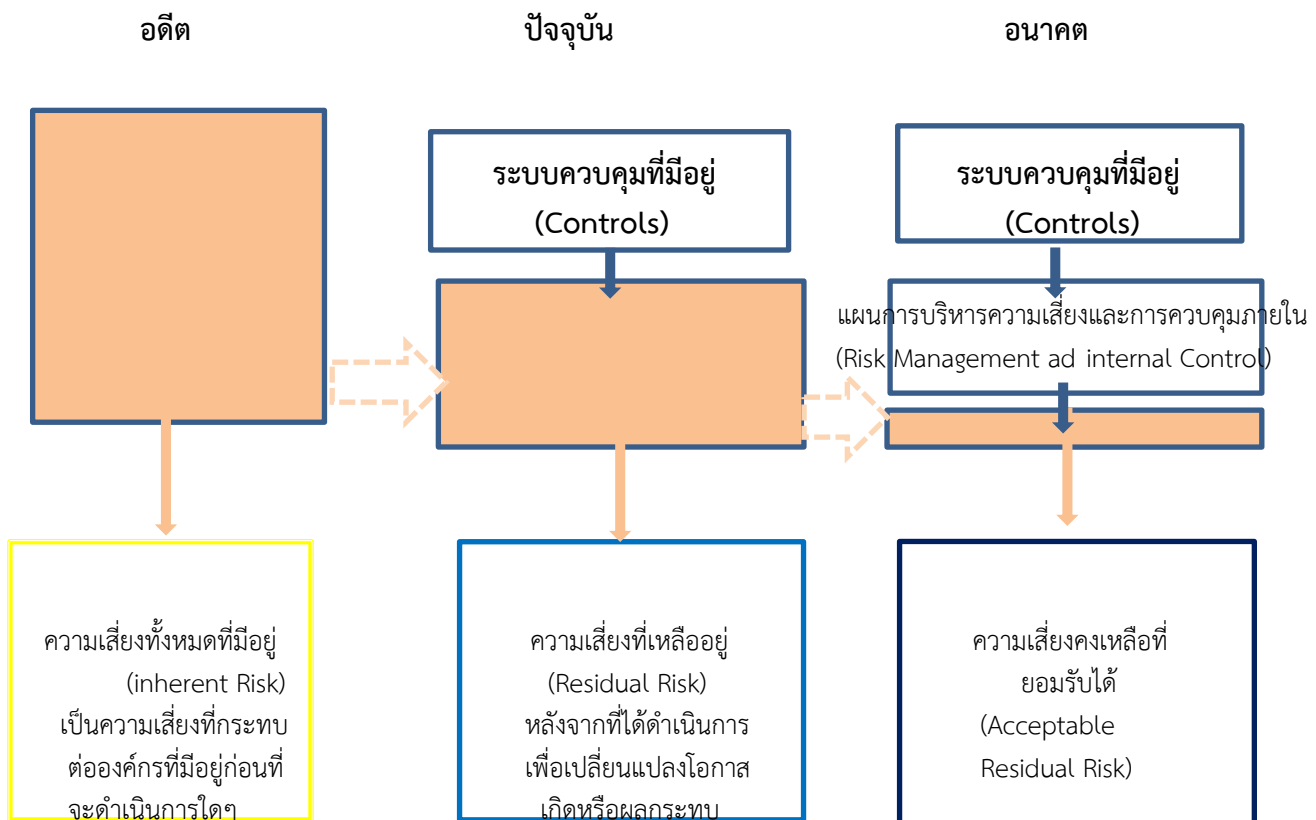 อดีต
ปัจจุบัน
อนาคต
ระบบควบคุมที่มีอยู่
(Controls)
ระบบควบคุมที่มีอยู่
(Controls)
แผนการบริหารความเสี่ยงและการควบคุมภายใน
(Risk Management ad internal Control)
ความเสี่ยงทั้งหมดที่มีอยู่
(inherent Risk)
เป็นความเสี่ยงที่กระทบ
ต่อองค์กรที่มีอยู่ก่อนที่
จะดำเนินการใดๆ
ความเสี่ยงที่เหลืออยู่
(Residual Risk)
หลังจากที่ได้ดำเนินการ
เพื่อเปลี่ยนแปลงโอกาส
เกิดหรือผลกระทบ
ความเสี่ยงคงเหลือที่
ยอมรับได้
(Acceptable
Residual Risk)